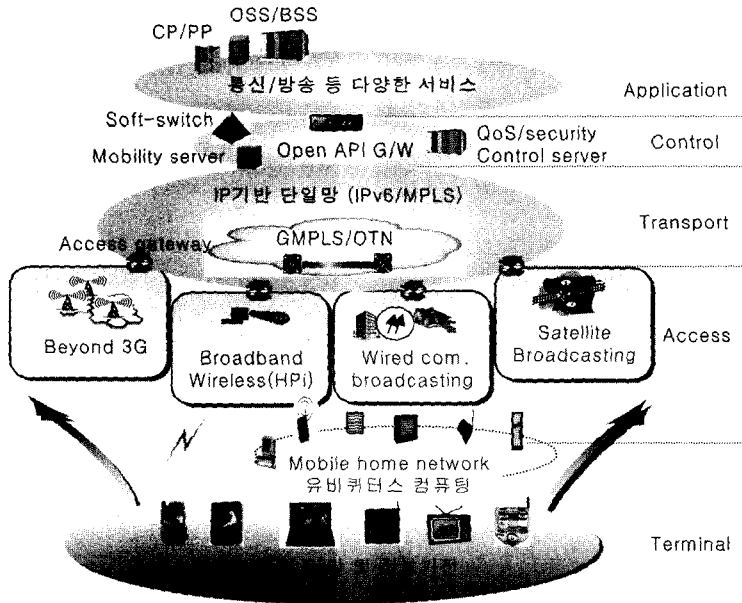 OSS/BSS
CP/PP
통신/방송 등 다양한 서비스
Application
Soft-switch
QoS/security
Control server
Control
Mobility server
Open API G/W
IP기반 단일망 (IPv6/MPLS)
Transport
Access gateway
GMPLS/OTN
Beyond 3G
Broadband
Wireless(HPi)
Wired com.
broadcasting
Satellite
Broadcasting
Access
Mobile home network
유비쿼터스 컴퓨팅
Terminal